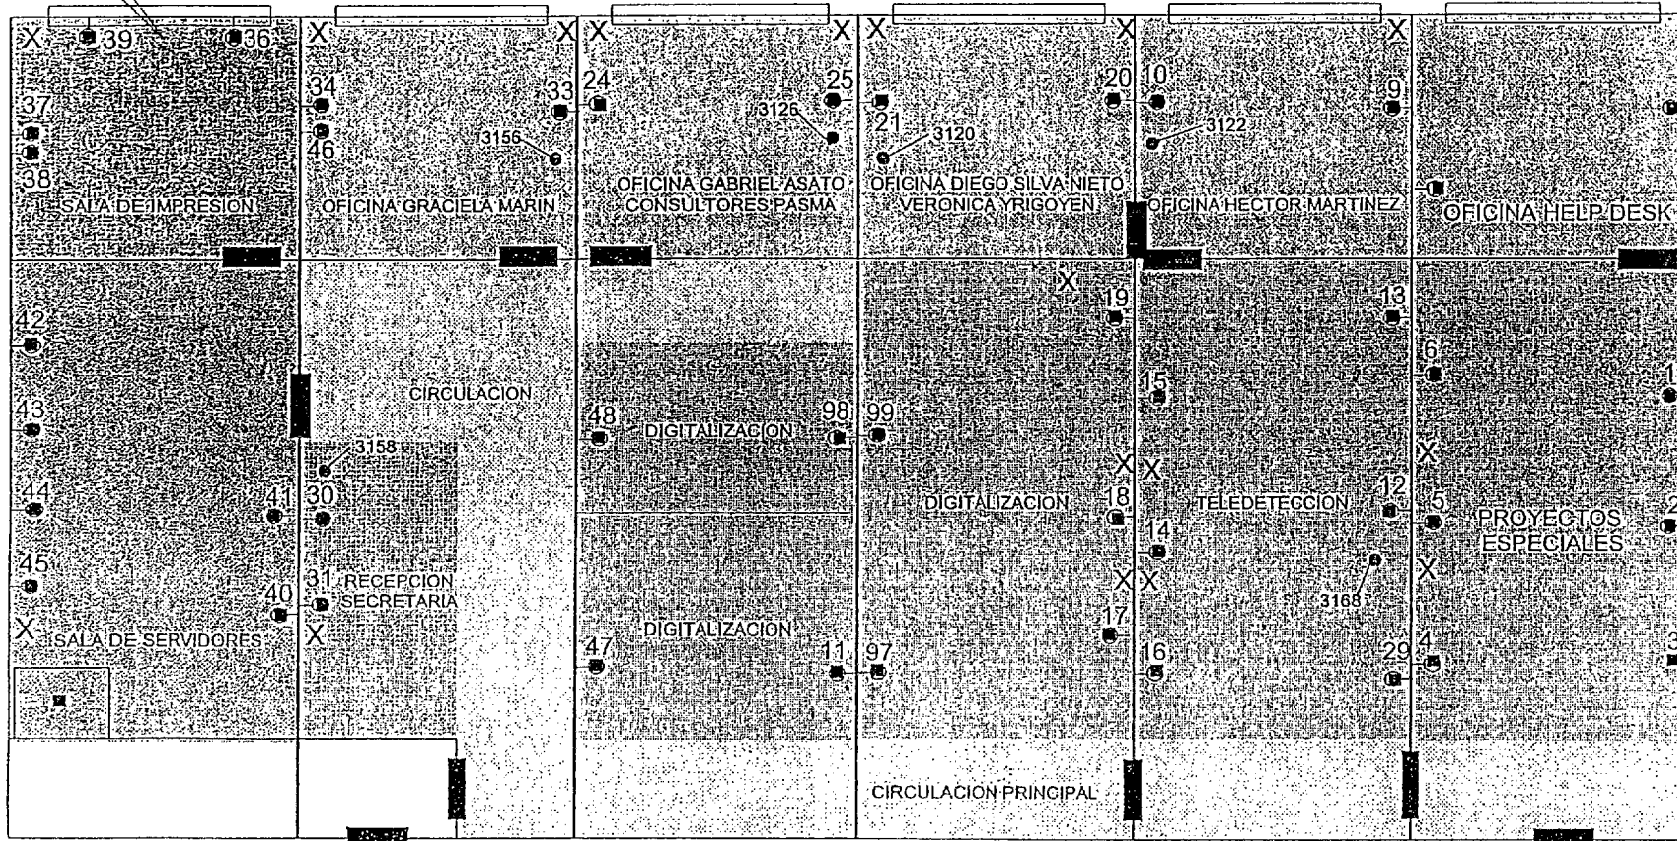 X
39
36
X
X
X
X
X
X
X
X
37
34
33
24
25
20
10
9
38
46
3156
3126
21
3120
3122
SALA DE IMPRESION
OFICINA GRACIELA MARIN
OFICINA GABRIEL ASATO
CONSULTORES PASMA
OFICINA DIEGO SILVA NIETO
VERONICA YRIGOYEN
OFICINA HECTOR MARTINEZ
OFICINA HELP DESK
X
42
19
13
6
CIRCULACION
15
1
43
48
DIGITALIZACION
98
99
3158
X
X
X
44
41
30
DIGITALIZACION
18
TELEDETECCION
12
5
PROYECTOS
ESPECIALES
2
14
45
40
31
RECEPCION
SECRETARIA
X
X
X
3168
X
SALA DE SERVIDORES
X
DIGITALIZACION
17
47
11
97
16
29
4
3
CIRCULACION PRINCIPAL